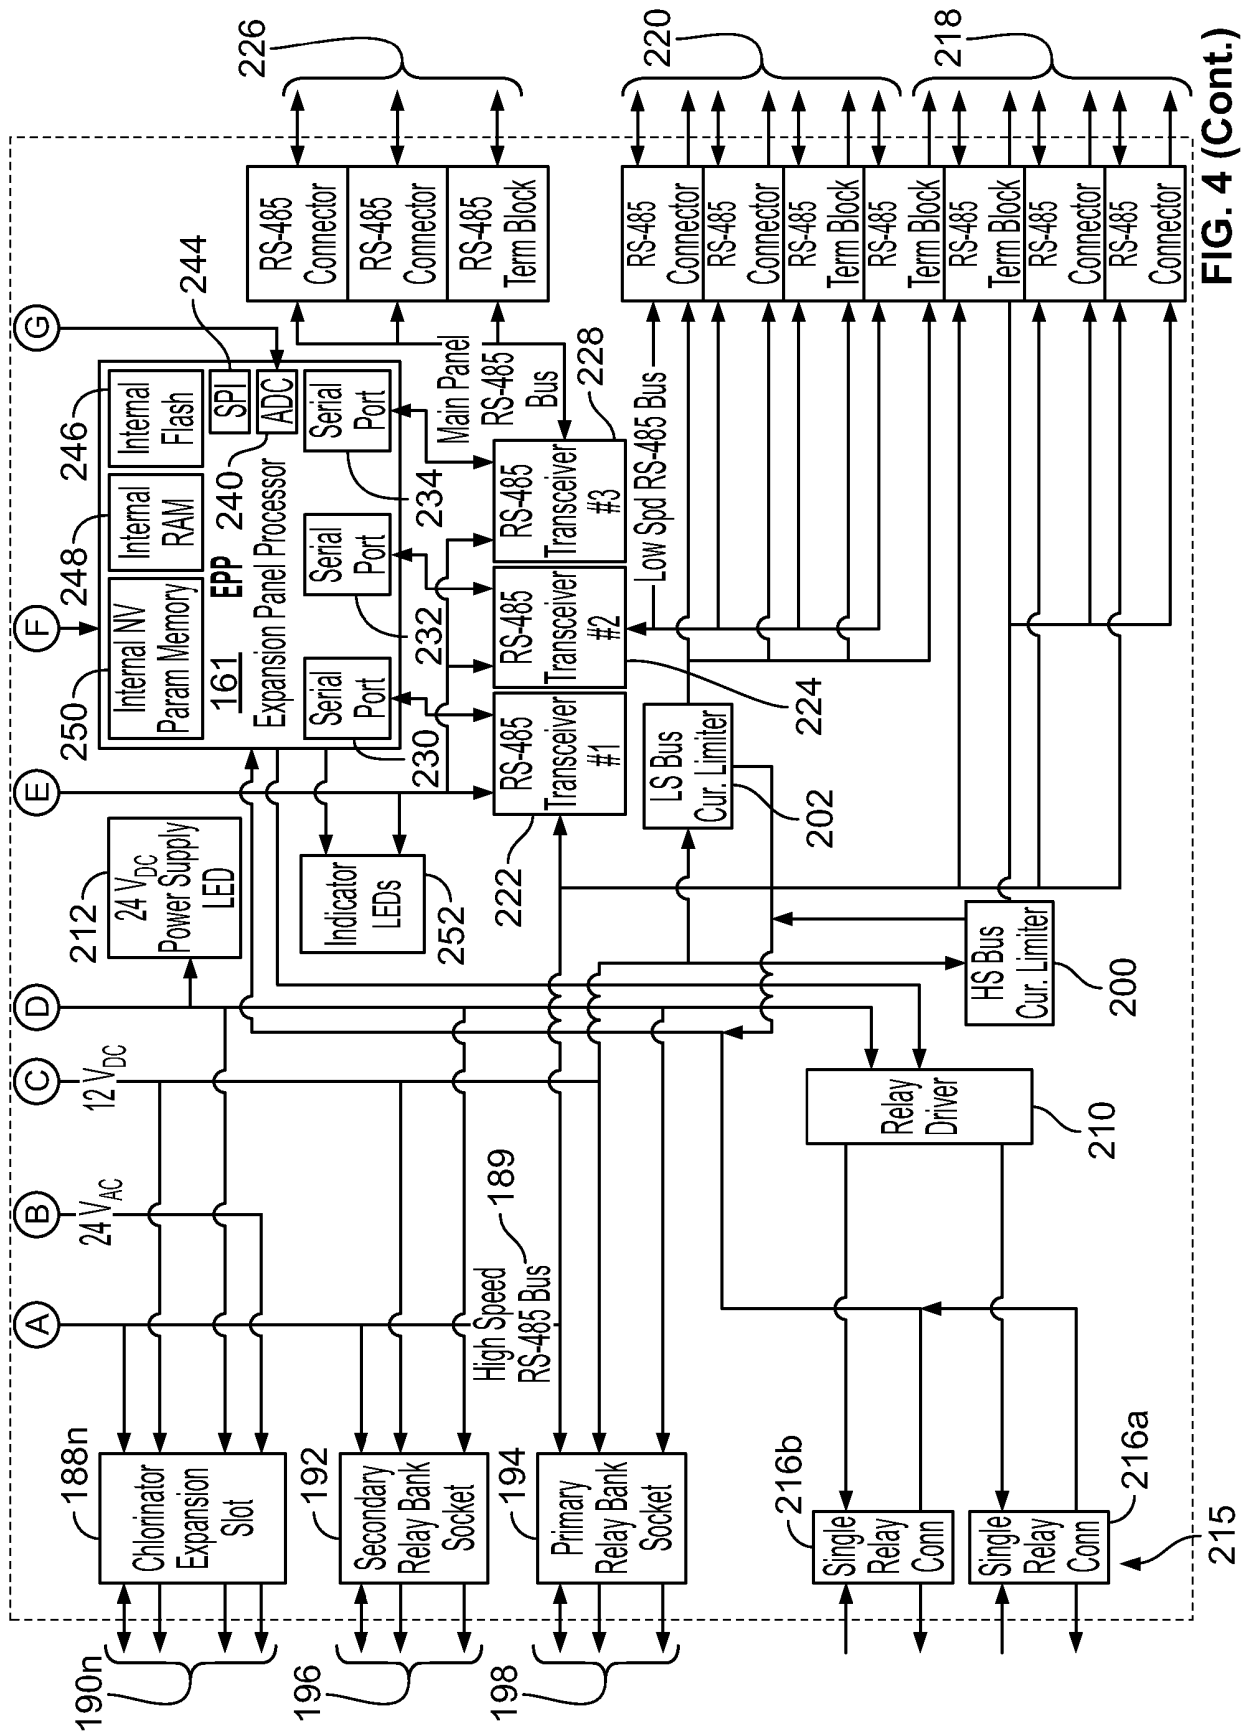 A
B
24 VAC
C
12 VDC
D
E
F
G
188n
Chlorinator
Expansion
Slot
190n
192
Secondary
Relay Bank
Socket
196
194
Primary
Relay Bank
Socket
198
High Speed
RS-485 Bus
189
212
24 VDC
Power Supply
LED
Indicator
LEDs
252
250
Internal NV
Param Memory
248
Internal
RAM
246
Internal
Flash
244
SPI
ADC
240
161
EPP
Expansion Panel Processor
Serial
Port
230
Serial
Port
232
Serial
Port
234
RS-485
Transceiver
#1
222
RS-485
Transceiver
#2
224
RS-485
Transceiver
#3
228
Main Panel
RS-485
Bus
RS-485
Connector
RS-485
Connector
RS-485
Term Block
226
Low Spd RS-485 Bus
RS-485
Connector
RS-485
Connector
RS-485
Term Block
RS-485
Term Block
RS-485
Term Block
RS-485
Connector
RS-485
Connector
220
218
LS Bus
Cur. Limiter
202
HS Bus
Cur. Limiter
200
Relay
Driver
210
216b
Single
Relay
Conn
216a
Single
Relay
Conn
215
FIG. 4 (Cont.)